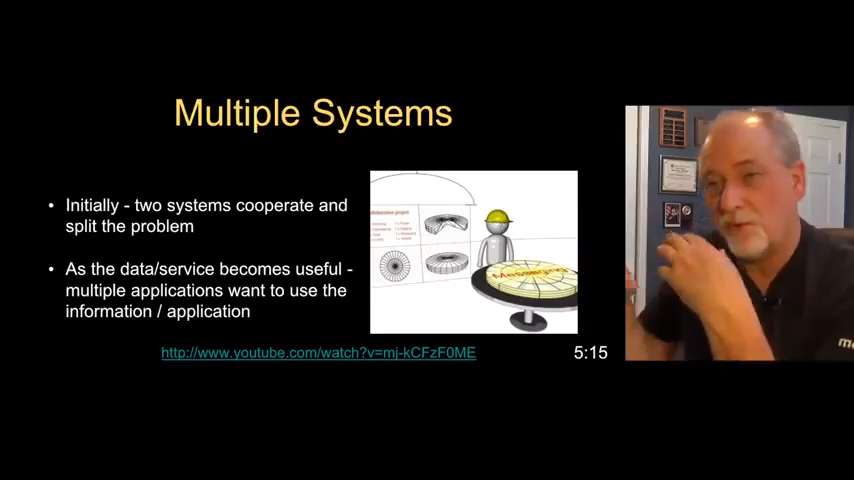 Multiple Systems
• Initially - two systems cooperate and
split the problem
• As the data/service becomes useful -
multiple applications want to use the
information / application
Messaging
http://www.youtube.com/watch?v=mj-kCFzF0ME
5:15